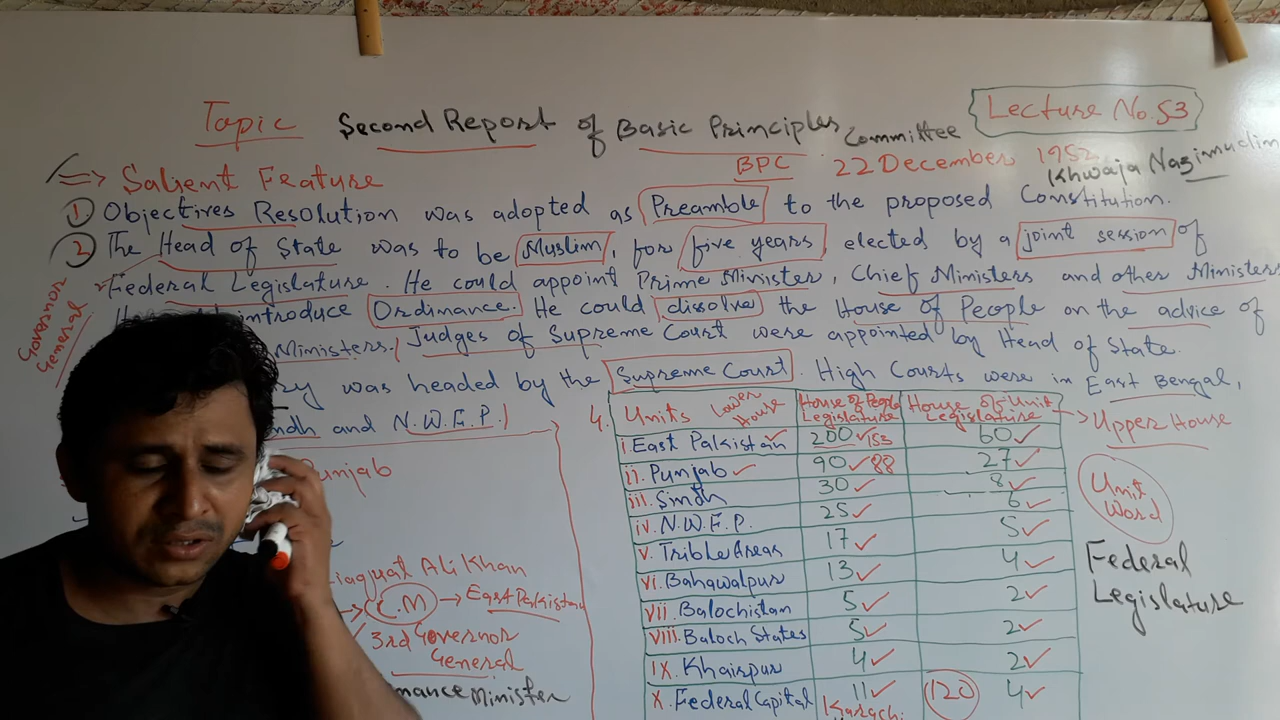 Topic Second Report of Basic Principles Committee
Lecture No.53
BPC 22 December 1952
Khwaja Nazimuddin
=> Salient Feature
① Objectives Resolution was adopted as Preamble to the proposed Constitution.
② The Head of State was to be Muslim, for five years, elected by a joint session of
Federal Legislature. He could appoint Prime Minister, Chief Ministers and other Ministers
introduce Ordinance. He could disolve the House of People on the advice of
Governor General
Ministers. Judges of Supreme Court were appointed by Head of State.
was headed by the Supreme Court. High Courts were in East Bengal,
and N.W.F.P.
Punjab
Liaquat Ali Khan
C.M → East Pakistan
3rd Governor General
Minister
4. Units Lower House House of People Legislature House of Unit Legislature → Upper House
i. East Pakistan 200 153 60
ii. Punjab 90 88 27
iii. Sindh 30 8
iv. N.W.F.P. 25 6
v. Trible Areas 17 5
vi. Bahawalpur 13 4
vii. Balochistan 5 2
viii. Baloch States 5 2
ix. Khairpur 4 2
x. Federal Capital 11 Karachi 120 4
Unit Word
Federal Legislature